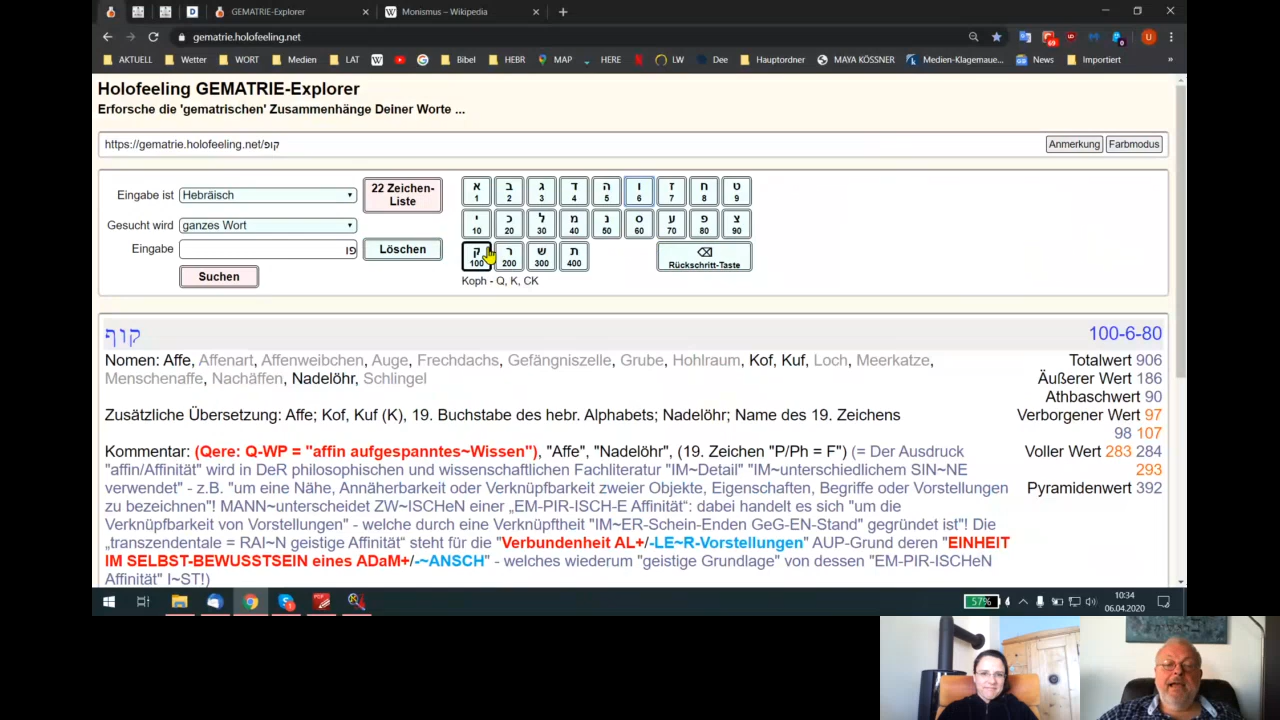 GEMATRIE-Explorer
Monismus – Wikipedia
gematrie.holofeeling.net
AKTUELL Wetter WORT Medien LAT Bibel HEBR MAP HERE LW Dee Hauptordner MAYA KÖSSNER Medien-Klagemaue... News Importiert »
Holofeeling GEMATRIE-Explorer
Erforsche die 'gematrischen' Zusammenhänge Deiner Worte ...
https://gematrie.holofeeling.net/קופ Anmerkung Farbmodus
Eingabe ist Hebräisch 22 Zeichen-Liste
Gesucht wird ganzes Wort
Eingabe פו Löschen
Suchen
א ב ג ד ה ו ז ח ט
1 2 3 4 5 6 7 8 9
י כ ל מ נ ס ע פ צ
10 20 30 40 50 60 70 80 90
ק ר ש ת
100 200 300 400 Rückschritt-Taste
Koph - Q, K, CK
קוף 100-6-80
Nomen: Affe, Affenart, Affenweibchen, Auge, Frechdachs, Gefängniszelle, Grube, Hohlraum, Kof, Kuf, Loch, Meerkatze,
Menschenaffe, Nachäffen, Nadelöhr, Schlingel
Totalwert 906
Äußerer Wert 186
Athbaschwert 90
Verborgener Wert 97
98 107
Voller Wert 283 284
293
Pyramidenwert 392
Zusätzliche Übersetzung: Affe; Kof, Kuf (K), 19. Buchstabe des hebr. Alphabets; Nadelöhr; Name des 19. Zeichens
Kommentar: (Qere: Q-WP = "affin aufgespanntes~Wissen"), "Affe", "Nadelöhr", (19. Zeichen "P/Ph = F") (= Der Ausdruck
"affin/Affinität" wird in DeR philosophischen und wissenschaftlichen Fachliteratur "IM~Detail" "IM~unterschiedlichem SIN~NE
verwendet" - z.B. "um eine Nähe, Annäherbarkeit oder Verknüpfbarkeit zweier Objekte, Eigenschaften, Begriffe oder Vorstellungen
zu bezeichnen"! MANN~unterscheidet ZW~ISCHeN einer „EM-PIR-ISCH-E Affinität“: dabei handelt es sich "um die
Verknüpfbarkeit von Vorstellungen" - welche durch eine Verknüpftheit "IM~ER-Schein-Enden GeG-EN-Stand" gegründet ist"! Die
„transzendentale = RAI~N geistige Affinität“ steht für die "Verbundenheit AL+/-LE~R-Vorstellungen" AUP-Grund deren "EINHEIT
IM SELBST-BEWUSSTSEIN eines ADaM+/-~ANSCH" - welches wiederum "geistige Grundlage" von dessen "EM-PIR-ISCHeN
Affinität" I~ST!)
57%
10:34
06.04.2020